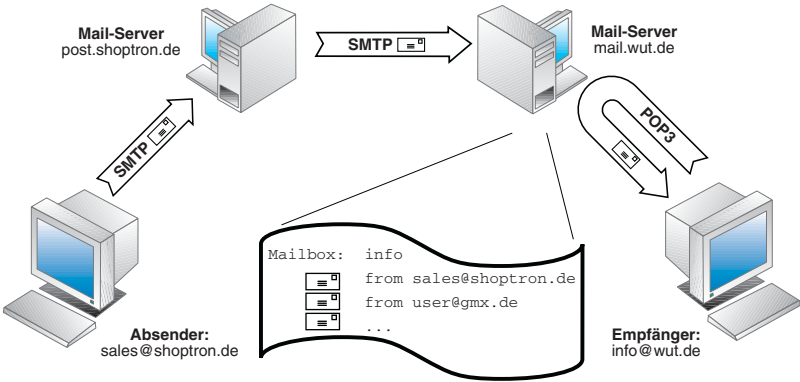 Mail-Server
post.shoptron.de
SMTP
Mail-Server
mail.wut.de
SMTP
POP3
Mailbox: info
from sales@shoptron.de
from user@gmx.de
...
Absender:
sales@shoptron.de
Empfänger:
info@wut.de